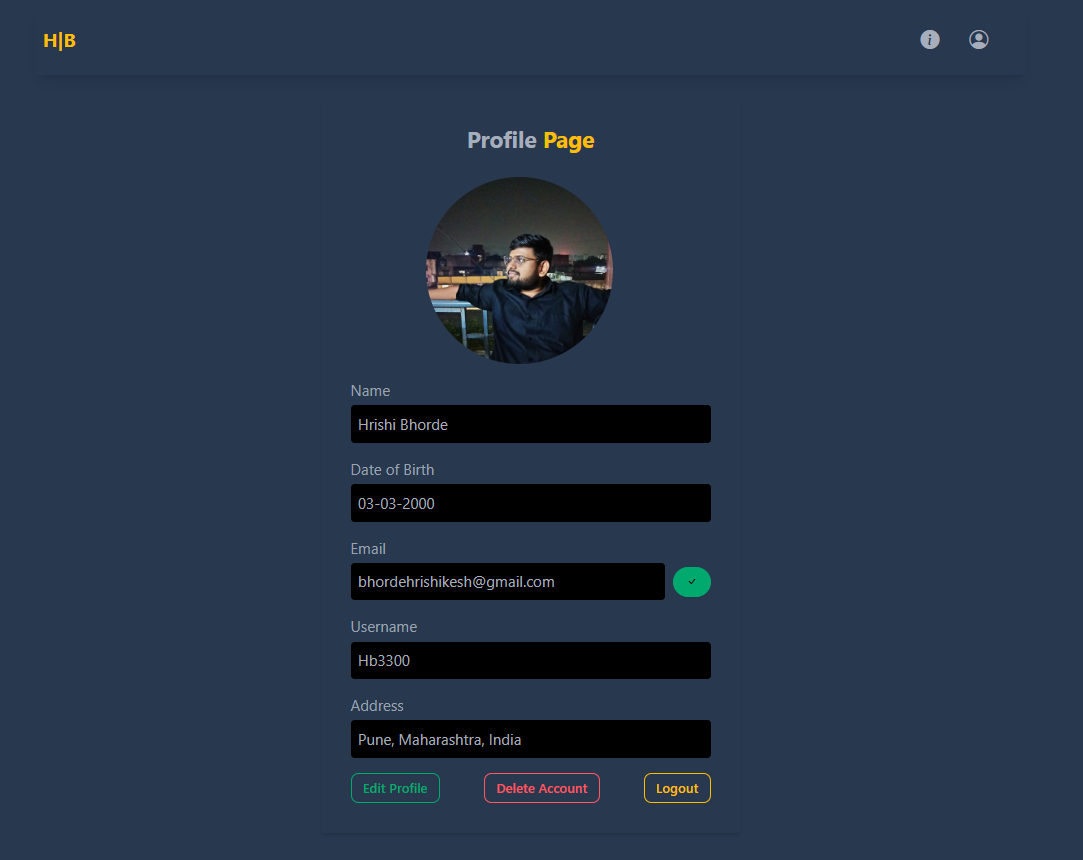 H|B
Profile Page
Name
Hrishi Bhorde
Date of Birth
03-03-2000
Email
bhordehrishikesh@gmail.com
Username
Hb3300
Address
Pune, Maharashtra, India
Edit Profile Delete Account Logout